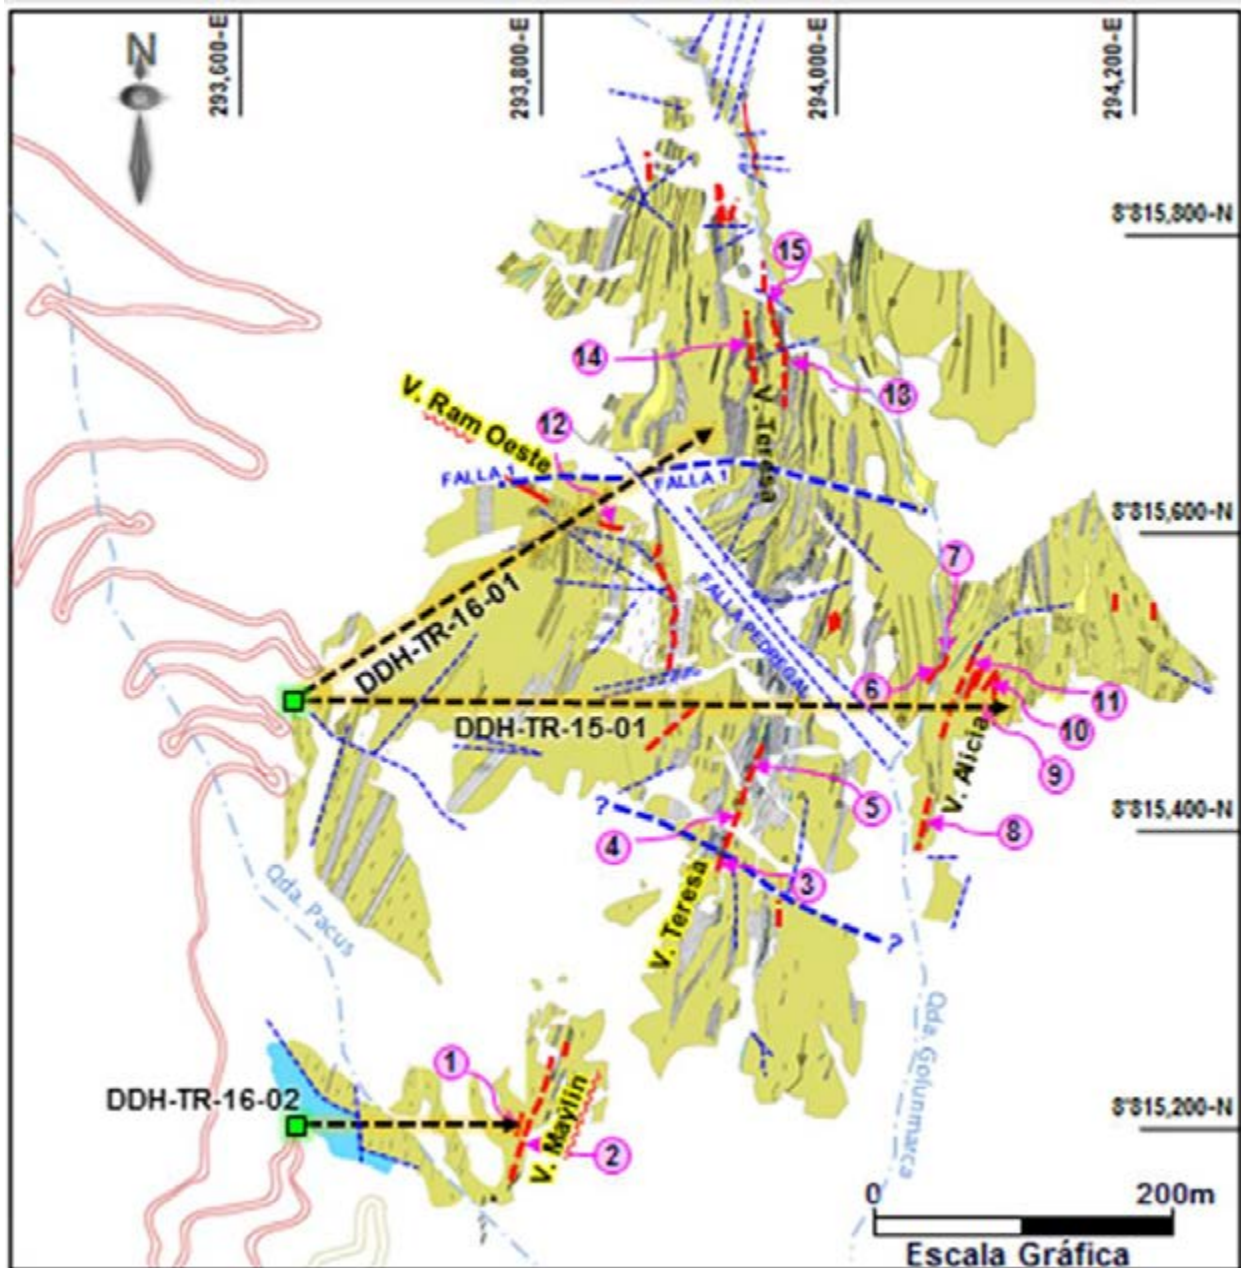 N
293,600-E
293,800-E
294,000-E
294,200-E
8'815,800-N
15
14
V. Ram Oeste
13
12
V. Teresa
FALLA 1
FALLA 1
8'815,600-N
7
DDH-TR-16-01
FALLA PEDREGAL
6
11
DDH-TR-15-01
10
V. Alicia
9
5
?
8'815,400-N
4
8
3
Qda. Pacus
V. Teresa
?
Qda. Golunmarca
1
DDH-TR-16-02
8'815,200-N
V. Maylin
2
0 200m
Escala Gráfica